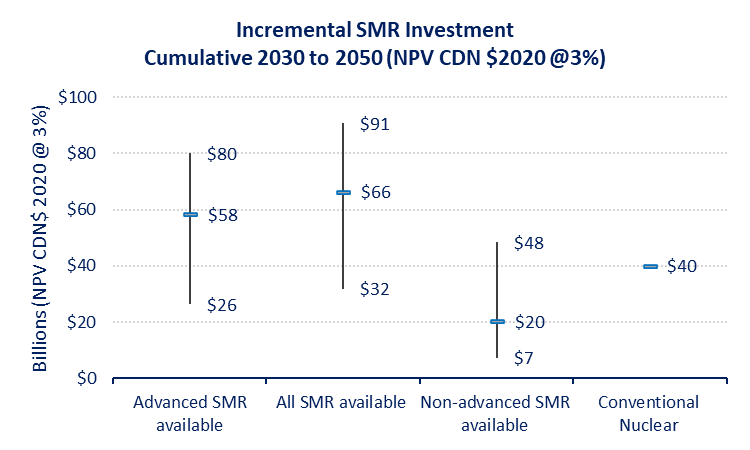 Incremental SMR Investment
Cumulative 2030 to 2050 (NPV CDN $2020 @3%)
Billions (NPV CDN$ 2020 @ 3%)
$100
$80
$60
$40
$20
$0
$80
$58
$26
$91
$66
$32
$48
$20
$7
$40
Advanced SMR
available
All SMR available
Non-advanced SMR
available
Conventional
Nuclear